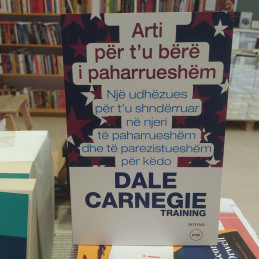 Arti
për t'u bërë
i paharrueshëm
Një udhëzues
për t'u shndërruar
në njeri
të paharrueshëm
dhe të parezistueshëm
për këdo
DALE
CARNEGIE
TRAINING